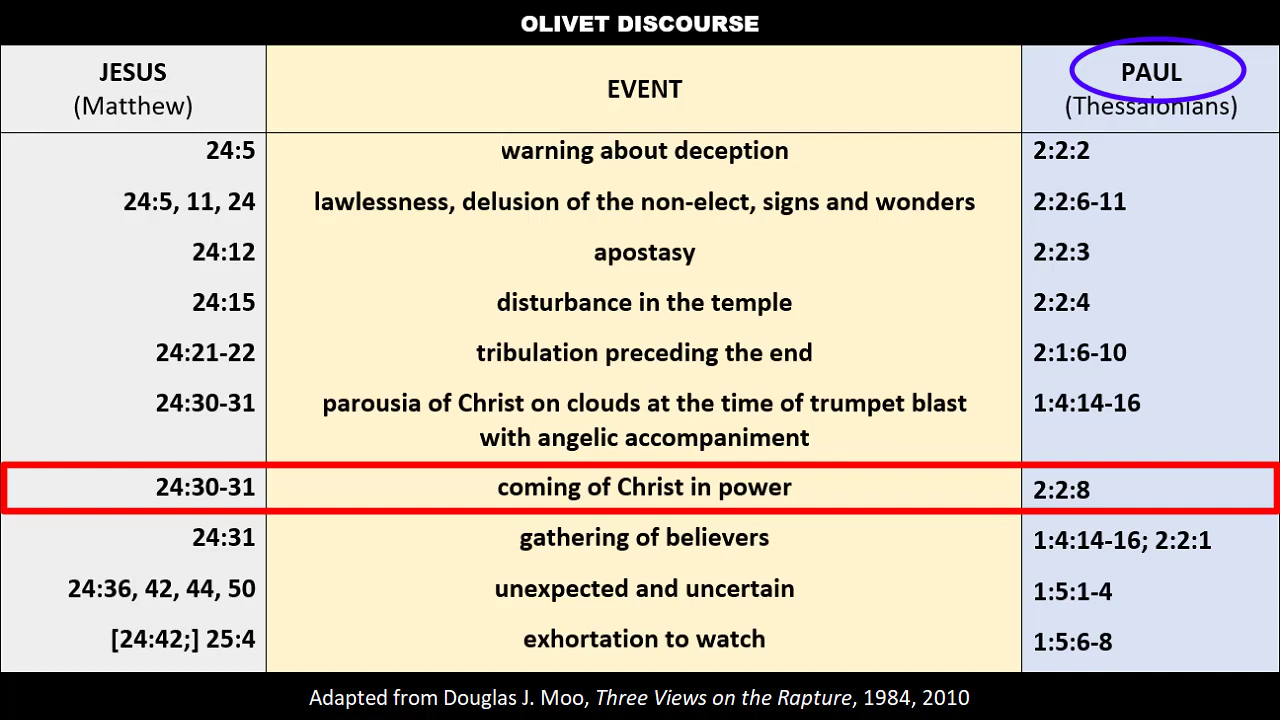 OLIVET DISCOURSE
JESUS
(Matthew)
EVENT
PAUL
(Thessalonians)
24:5 warning about deception 2:2:2
24:5, 11, 24 lawlessness, delusion of the non-elect, signs and wonders 2:2:6-11
24:12 apostasy 2:2:3
24:15 disturbance in the temple 2:2:4
24:21-22 tribulation preceding the end 2:1:6-10
24:30-31 parousia of Christ on clouds at the time of trumpet blast 1:4:14-16
with angelic accompaniment
24:30-31 coming of Christ in power 2:2:8
24:31 gathering of believers 1:4:14-16; 2:2:1
24:36, 42, 44, 50 unexpected and uncertain 1:5:1-4
[24:42;] 25:4 exhortation to watch 1:5:6-8
Adapted from Douglas J. Moo, Three Views on the Rapture, 1984, 2010